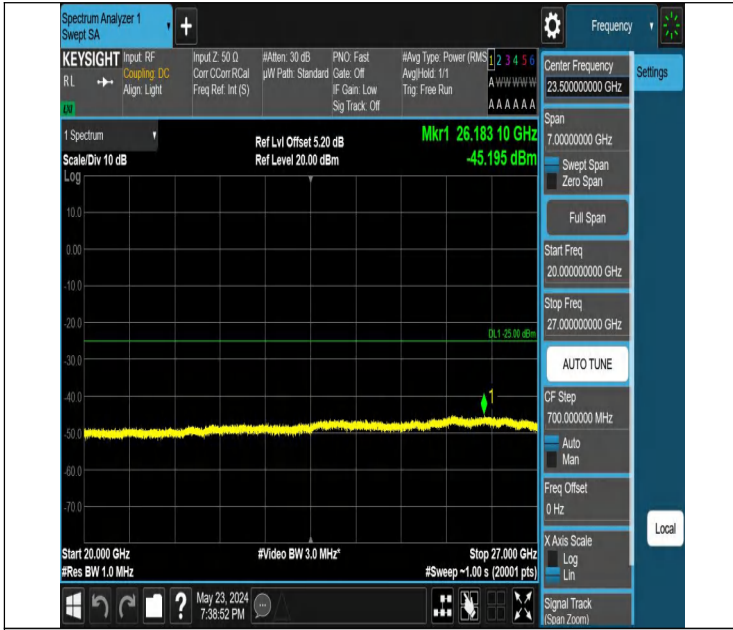 Spectrum Analyzer 1
Swept SA
Frequency
KEYSIGHT
RL
LXI
Input: RF
Coupling: DC
Align: Light
Input Z: 50 Ω
Corr CCorr RCal
Freq Ref: Int (S)
#Atten: 30 dB
µW Path: Standard
PNO: Fast
Gate: Off
IF Gain: Low
Sig Track: Off
#Avg Type: Power (RMS
Avg|Hold: 1/1
Trig: Free Run
1 2 3 4 5 6
A W W W W W
A A A A A A
1 Spectrum
Scale/Div 10 dB
Log
Ref Lvl Offset 5.20 dB
Ref Level 20.00 dBm
Mkr1 26.183 10 GHz
-45.195 dBm
10.0
0.00
-10.0
-20.0
DL1 -25.00 dBm
-30.0
-40.0
1
-50.0
-60.0
-70.0
Start 20.000 GHz
#Res BW 1.0 MHz
#Video BW 3.0 MHz*
Stop 27.000 GHz
#Sweep ~1.00 s (20001 pts)
May 23, 2024
7:38:52 PM
Center Frequency
23.500000000 GHz
Settings
Span
7.00000000 GHz
Swept Span
Zero Span
Full Span
Start Freq
20.000000000 GHz
Stop Freq
27.000000000 GHz
AUTO TUNE
CF Step
700.000000 MHz
Auto
Man
Freq Offset
0 Hz
X Axis Scale
Log
Lin
Local
Signal Track
(Span Zoom)